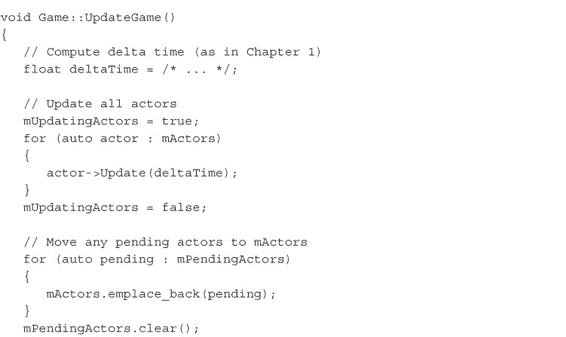 void Game::UpdateGame()
{
   // Compute delta time (as in Chapter 1)
   float deltaTime = /* ... */;

   // Update all actors
   mUpdatingActors = true;
   for (auto actor : mActors)
   {
      actor->Update(deltaTime);
   }
   mUpdatingActors = false;

   // Move any pending actors to mActors
   for (auto pending : mPendingActors)
   {
      mActors.emplace_back(pending);
   }
   mPendingActors.clear();